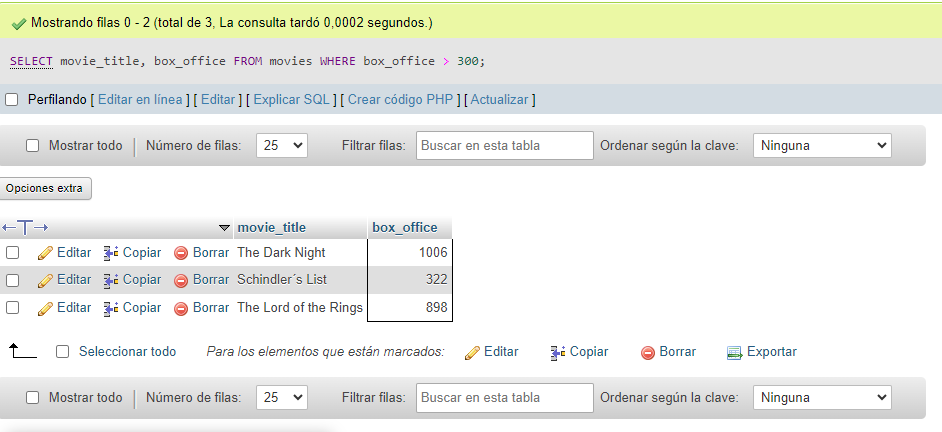 Mostrando filas 0 - 2 (total de 3, La consulta tardó 0,0002 segundos.)
SELECT movie_title, box_office FROM movies WHERE box_office > 300;
Perfilando [ Editar en línea ] [ Editar ] [ Explicar SQL ] [ Crear código PHP ] [ Actualizar ]
Mostrar todo | Número de filas: 25 Filtrar filas: Buscar en esta tabla Ordenar según la clave: Ninguna
Opciones extra
←T→ movie_title box_office
Editar Copiar Borrar The Dark Night 1006
Editar Copiar Borrar Schindler´s List 322
Editar Copiar Borrar The Lord of the Rings 898
Seleccionar todo Para los elementos que están marcados: Editar Copiar Borrar Exportar
Mostrar todo | Número de filas: 25 Filtrar filas: Buscar en esta tabla Ordenar según la clave: Ninguna